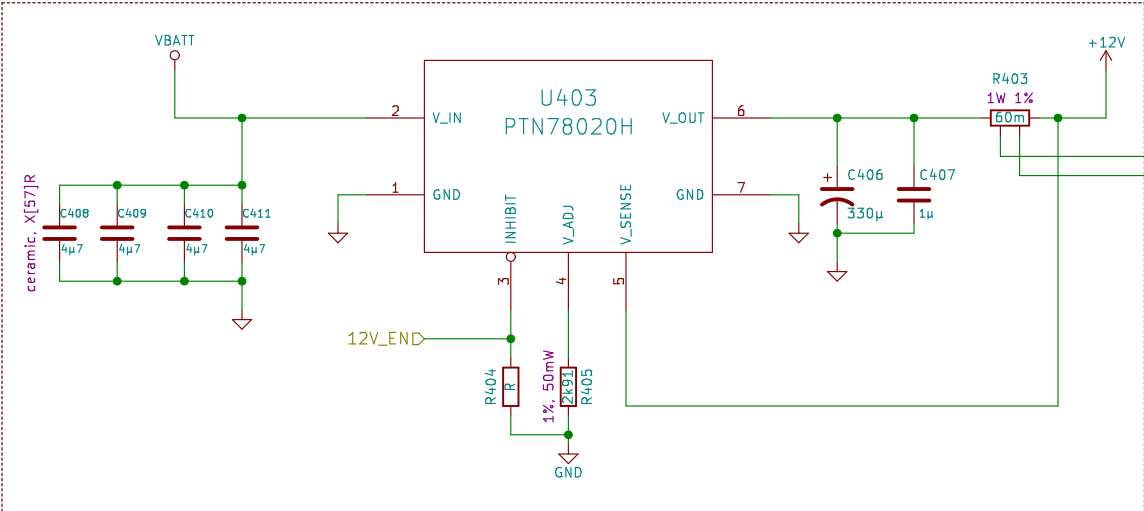 VBATT
+12V
R403
1W 1%
60m
U403
PTN78020H
2
V_IN
V_OUT
6
1
GND
GND
7
INHIBIT
V_ADJ
V_SENSE
3
4
5
ceramic, X[57]R
C408
4µ7
C409
4µ7
C410
4µ7
C411
4µ7
+
C406
330µ
C407
1µ
12V_EN
R404
R
1%, 50mW
2k91
R405
GND